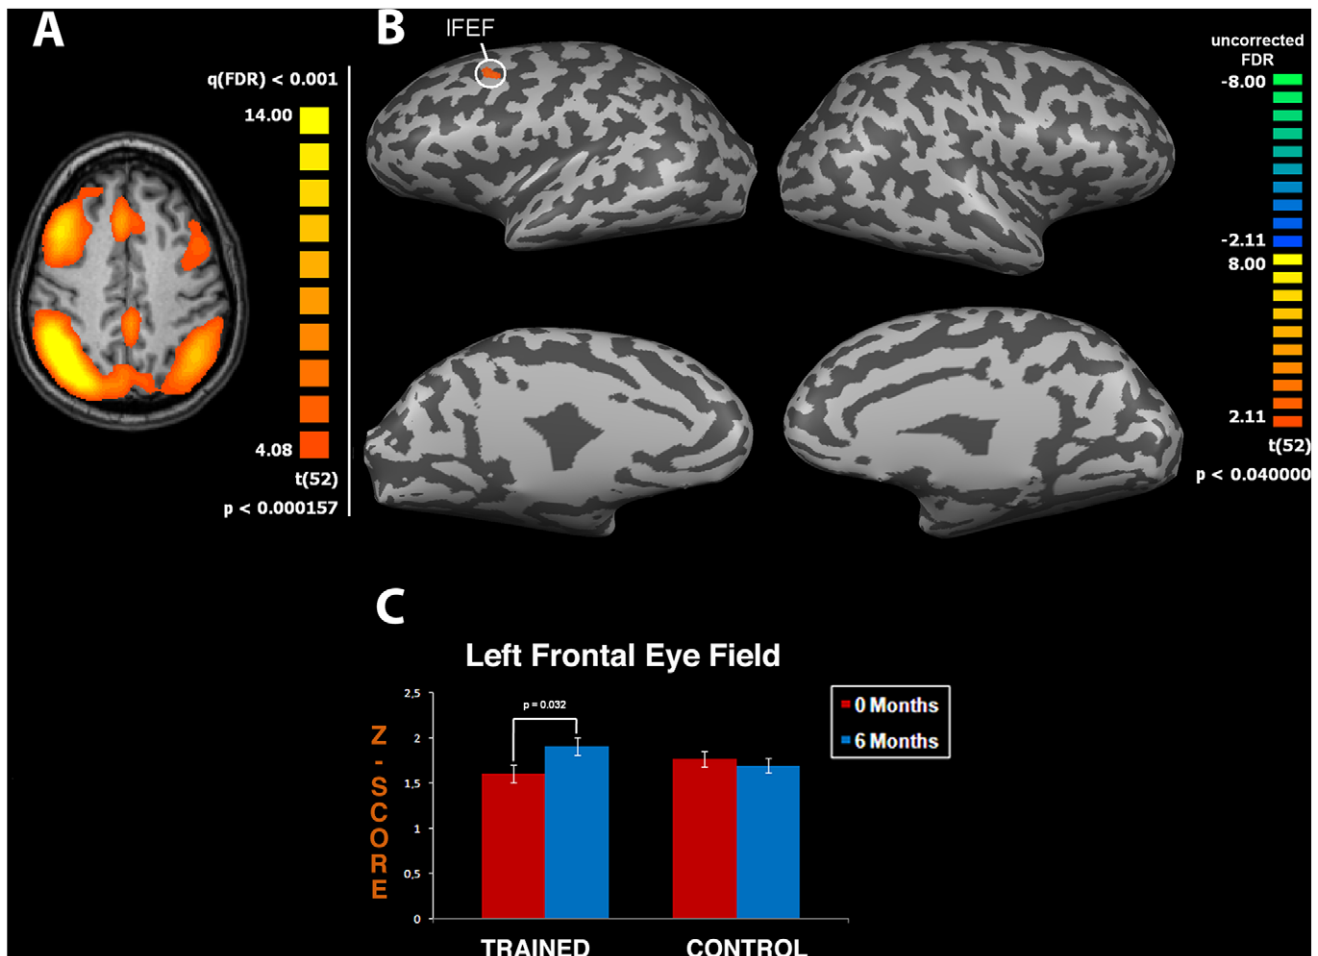 A
q(FDR) < 0.001
14.00
4.08
t(52)
p < 0.000157
B
lFEF
uncorrected
FDR
-8.00
-2.11
8.00
2.11
t(52)
p < 0.040000
C
Left Frontal Eye Field
Z-SCORE
2,5
2
1,5
1
0,5
0
p = 0.032
0 Months
6 Months
TRAINED
CONTROL